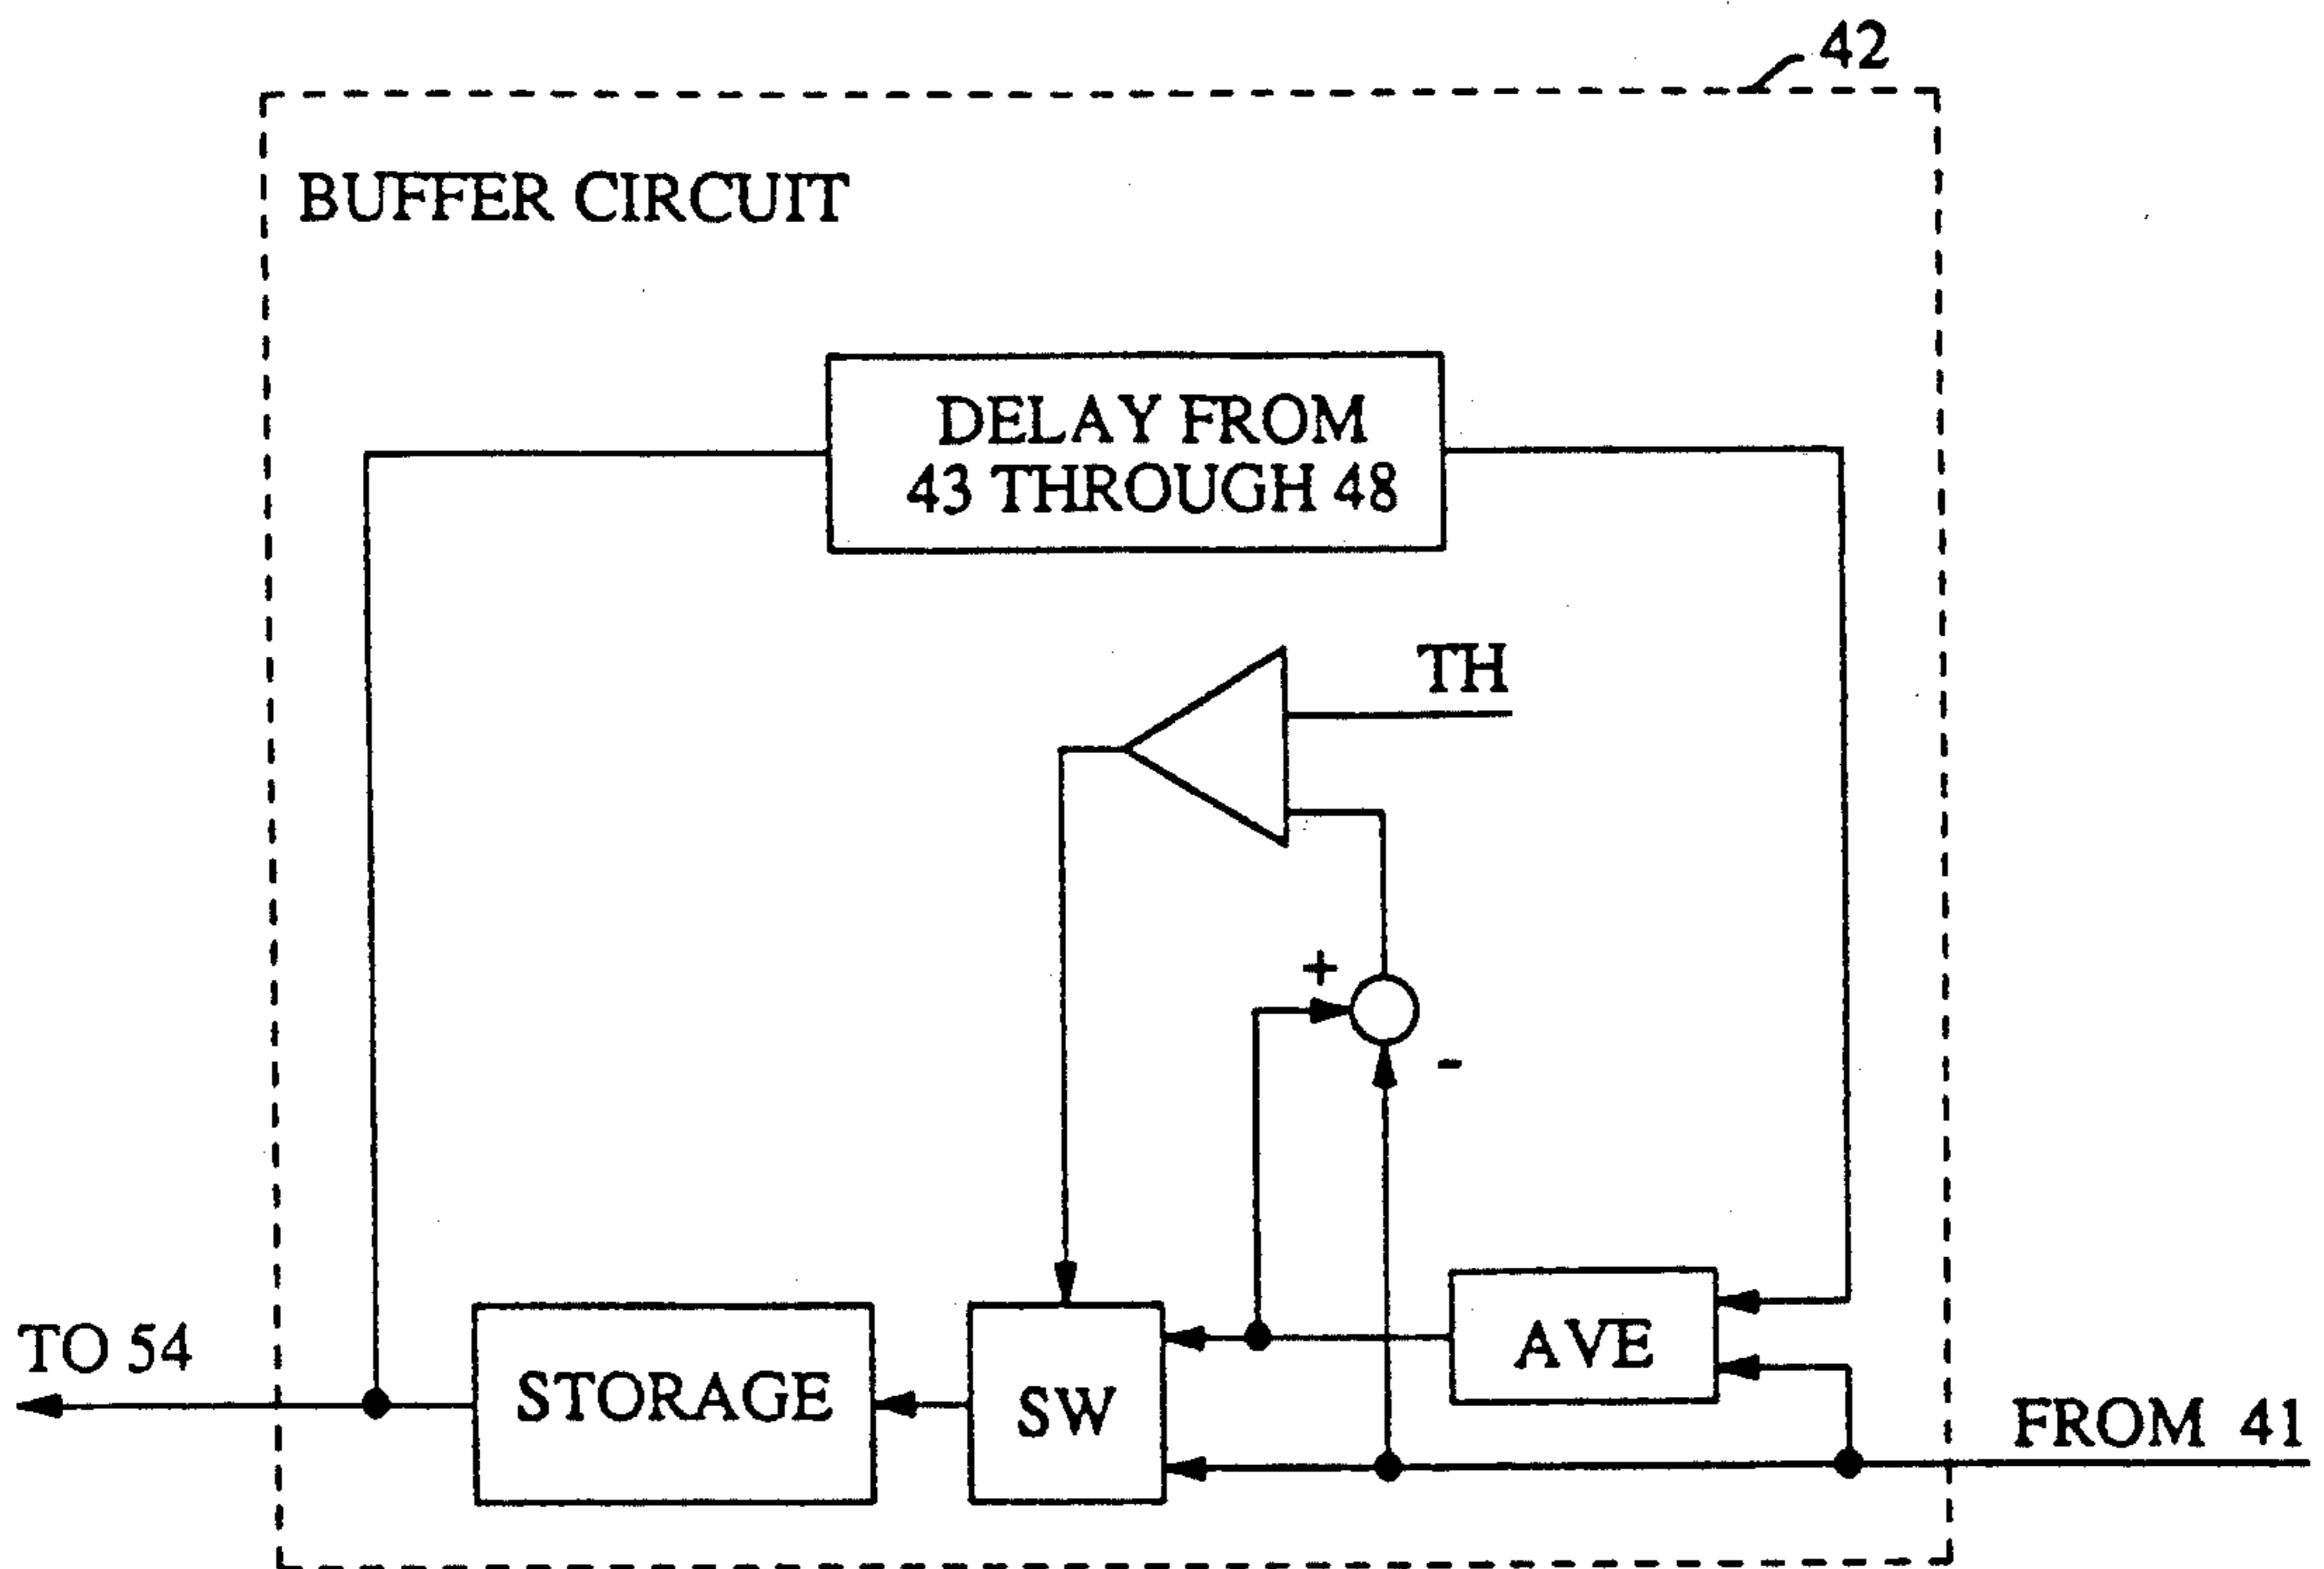 42
BUFFER CIRCUIT
DELAY FROM
43 THROUGH 48
TH
+
-
AVE
TO 54
STORAGE
SW
FROM 41